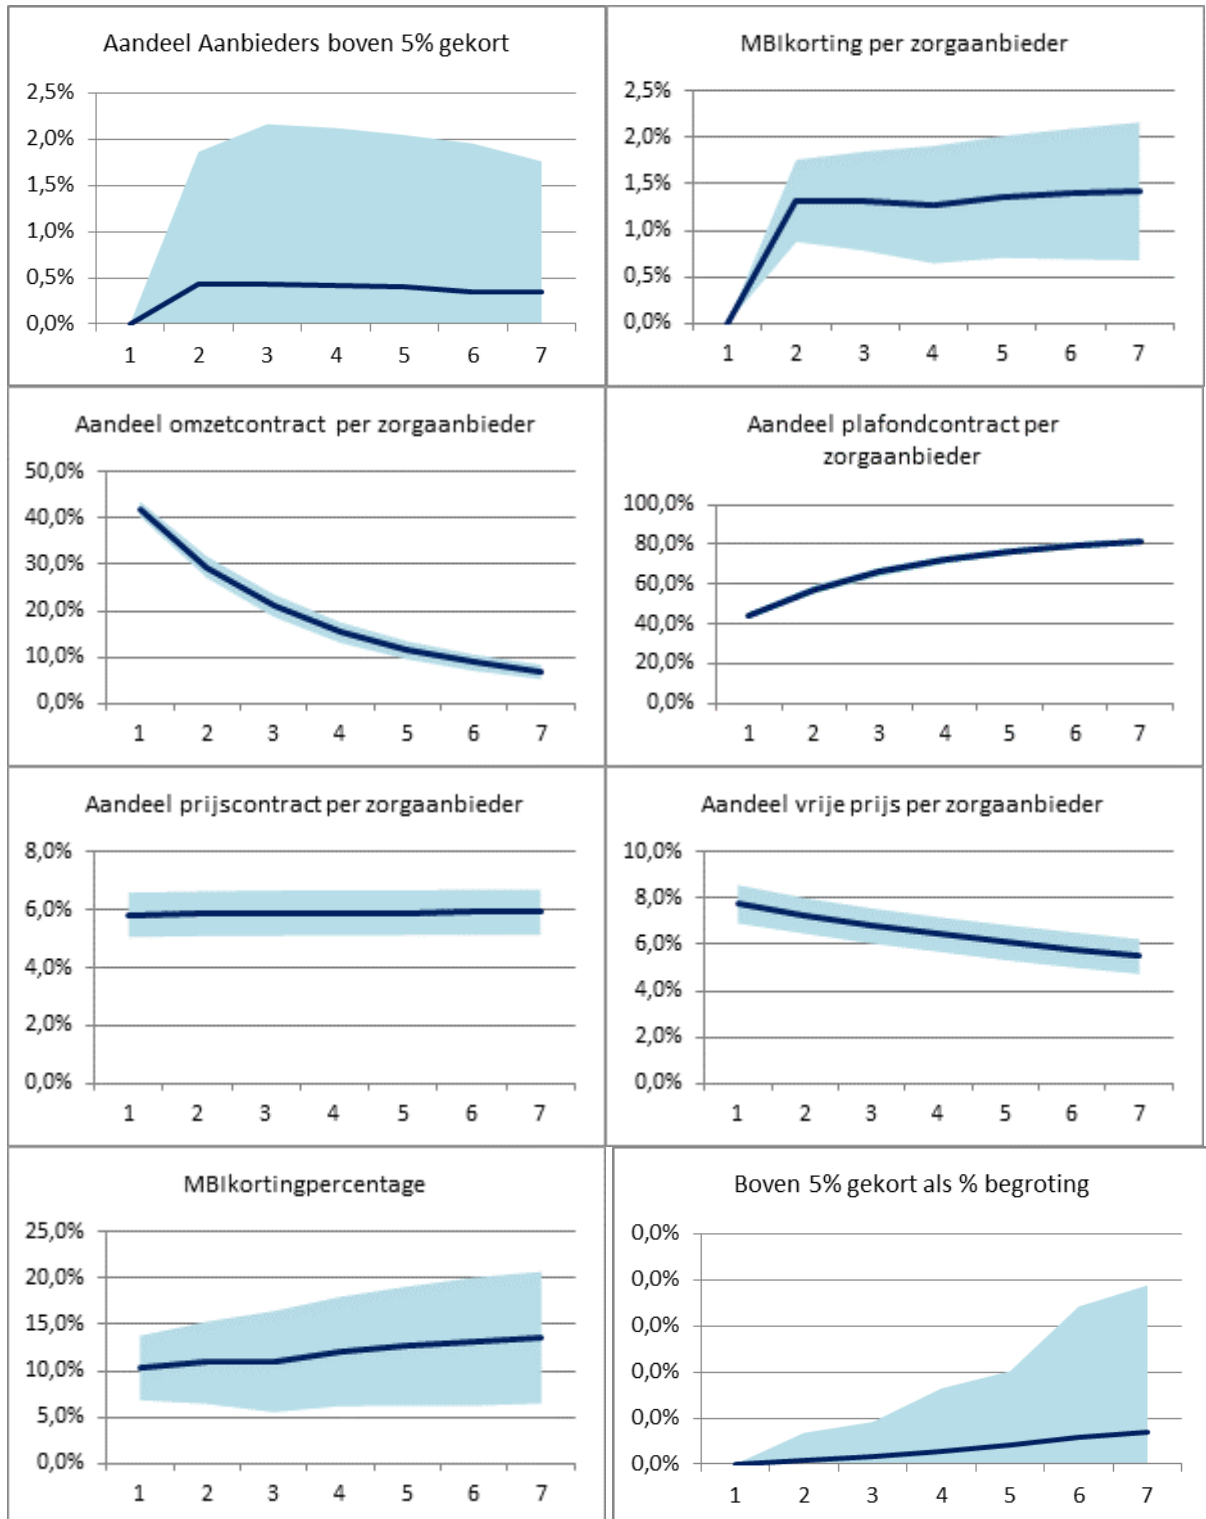 Aandeel Aanbieders boven 5% gekort
2,5%
2,0%
1,5%
1,0%
0,5%
0,0%
1 2 3 4 5 6 7
MBIkorting per zorgaanbieder
2,5%
2,0%
1,5%
1,0%
0,5%
0,0%
1 2 3 4 5 6 7
Aandeel omzetcontract per zorgaanbieder
50,0%
40,0%
30,0%
20,0%
10,0%
0,0%
1 2 3 4 5 6 7
Aandeel plafondcontract per
zorgaanbieder
100,0%
80,0%
60,0%
40,0%
20,0%
0,0%
1 2 3 4 5 6 7
Aandeel prijscontract per zorgaanbieder
8,0%
6,0%
4,0%
2,0%
0,0%
1 2 3 4 5 6 7
Aandeel vrije prijs per zorgaanbieder
10,0%
8,0%
6,0%
4,0%
2,0%
0,0%
1 2 3 4 5 6 7
MBIkortingpercentage
25,0%
20,0%
15,0%
10,0%
5,0%
0,0%
1 2 3 4 5 6 7
Boven 5% gekort als % begroting
0,0%
0,0%
0,0%
0,0%
0,0%
0,0%
1 2 3 4 5 6 7